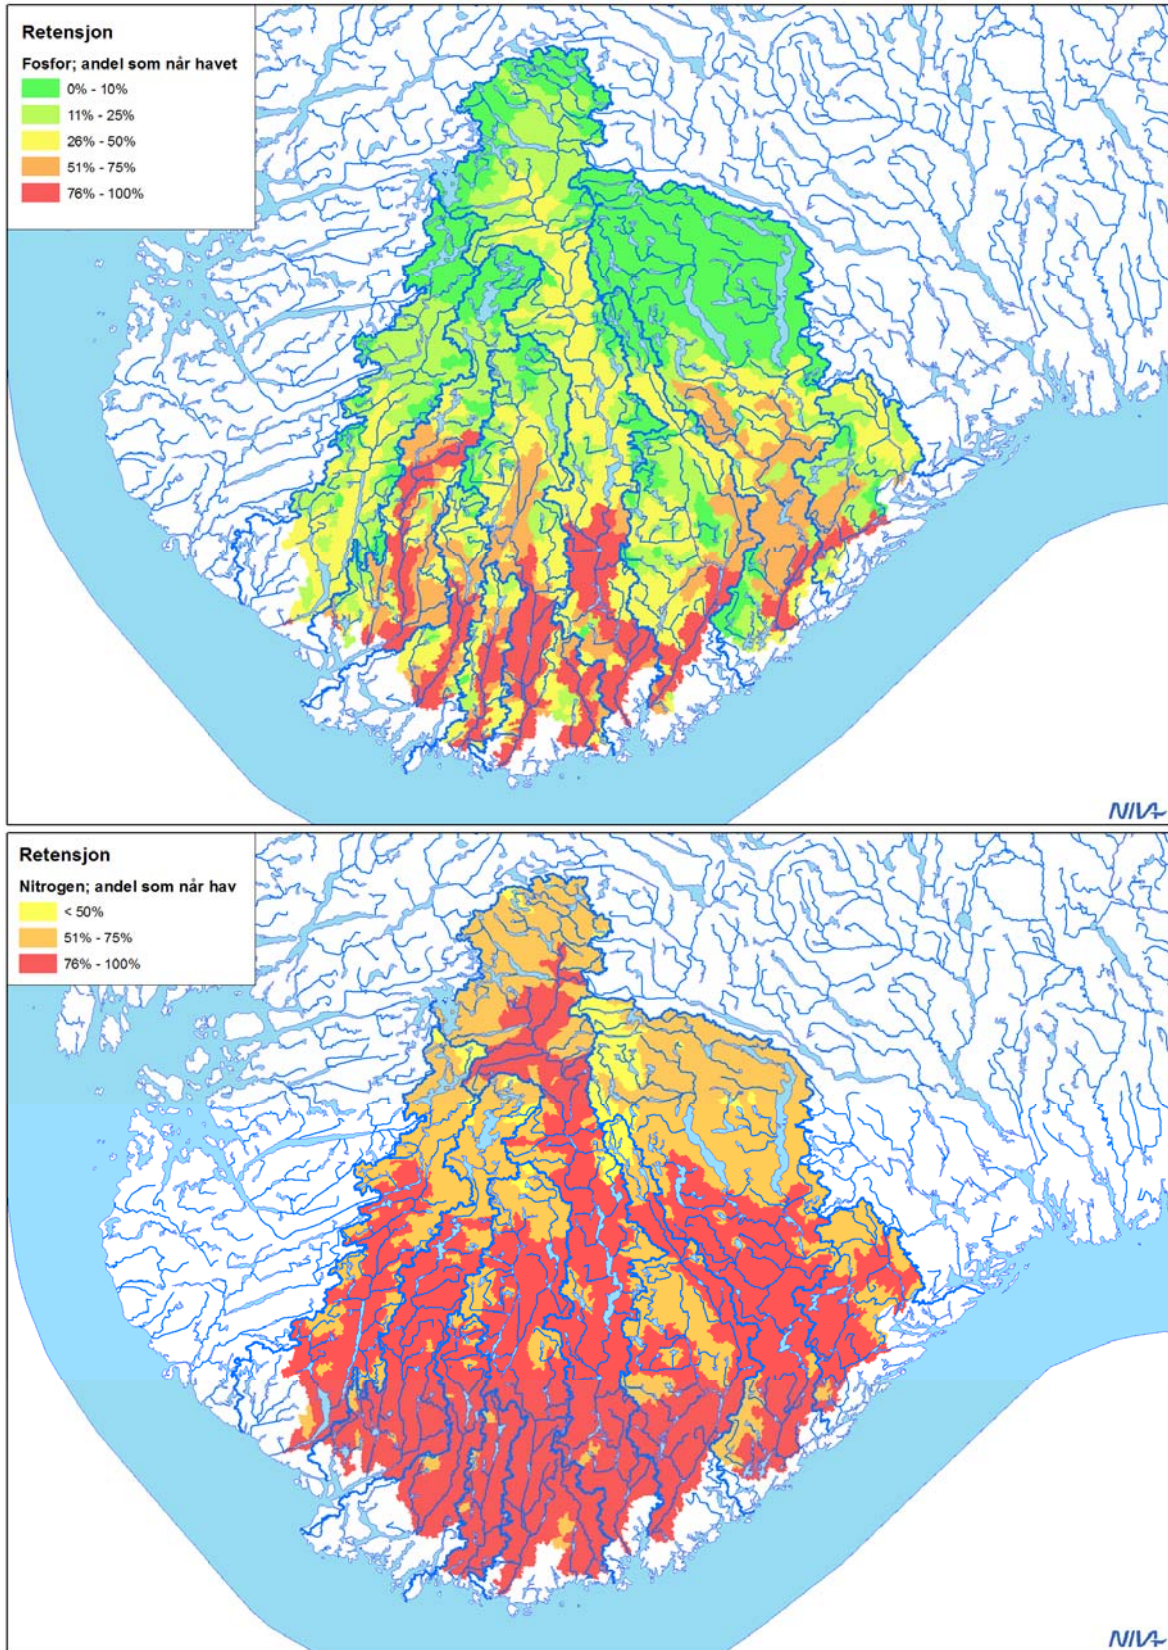 Retensjon
Fosfor; andel som når havet
0% - 10%
11% - 25%
26% - 50%
51% - 75%
76% - 100%
NIVA
Retensjon
Nitrogen; andel som når hav
< 50%
51% - 75%
76% - 100%
NIVA